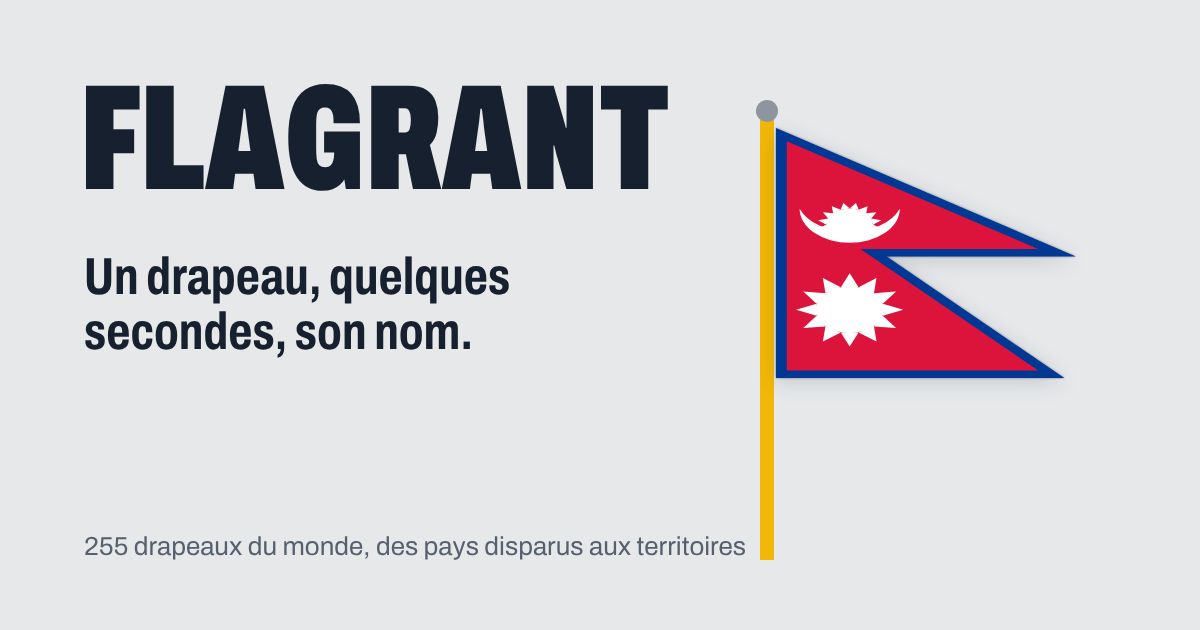 FLAGRANT
Un drapeau, quelques
secondes, son nom.
255 drapeaux du monde, des pays disparus aux territoires